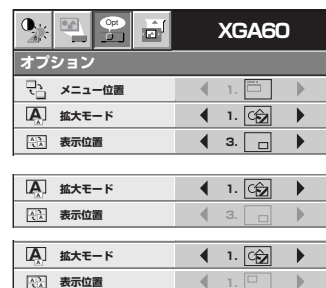 Opt
XGA60
オプション
メニュー位置 1.
A 拡大モード 1.
表示位置 3.
A 拡大モード 1.
表示位置 3.
A 拡大モード 1.
表示位置 1.